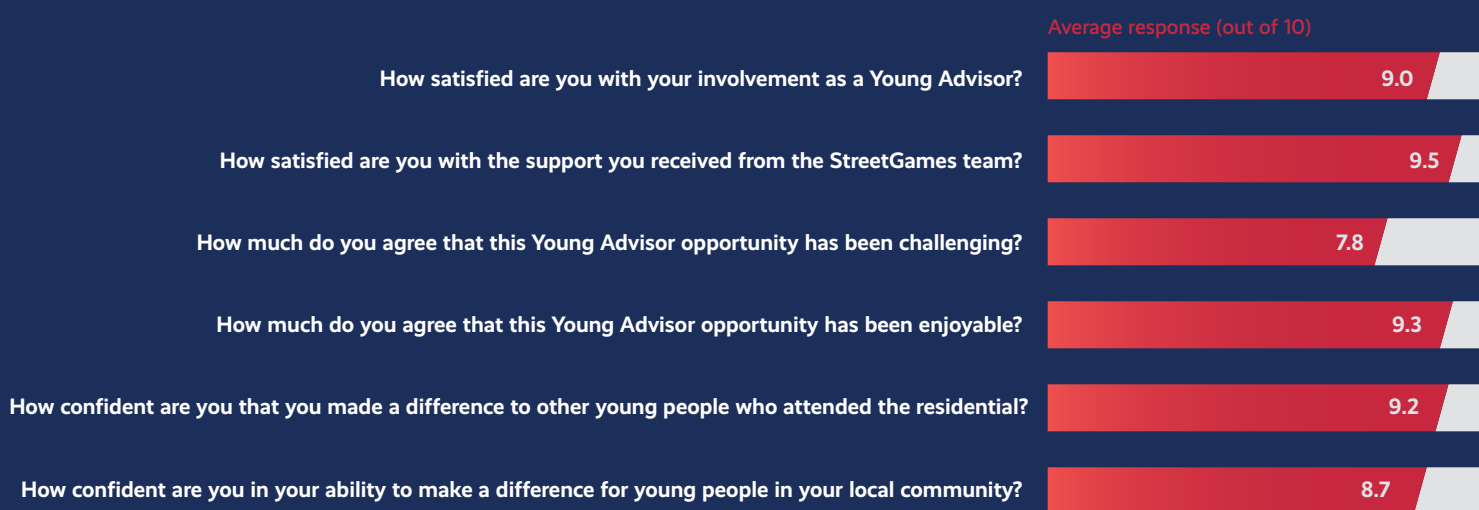 Average response (out of 10)
How satisfied are you with your involvement as a Young Advisor?
9.0
How satisfied are you with the support you received from the StreetGames team?
9.5
How much do you agree that this Young Advisor opportunity has been challenging?
7.8
How much do you agree that this Young Advisor opportunity has been enjoyable?
9.3
How confident are you that you made a difference to other young people who attended the residential?
9.2
How confident are you in your ability to make a difference for young people in your local community?
8.7